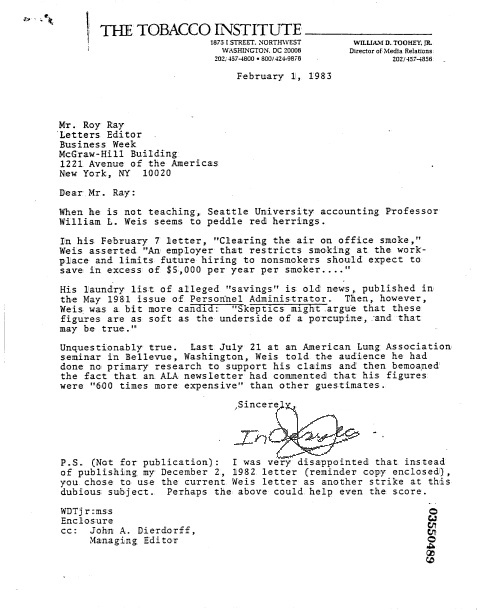 THE TOBACCO INSTITUTE
1875 I STREET, NORTHWEST
WASHINGTON, DC 20006
202/457-4800 • 800/424-9876
WILLIAM D. TOOHEY, JR.
Director of Media Relations
202/457-4856
February 1, 1983
Mr. Roy Ray
Letters Editor
Business Week
McGraw-Hill Building
1221 Avenue of the Americas
New York, NY 10020
Dear Mr. Ray:
When he is not teaching, Seattle University accounting Professor
William L. Weis seems to peddle red herrings.
In his February 7 letter, "Clearing the air on office smoke,"
Weis asserted "An employer that restricts smoking at the work-
place and limits future hiring to nonsmokers should expect to
save in excess of $5,000 per year per smoker...."
His laundry list of alleged "savings" is old news, published in
the May 1981 issue of Personnel Administrator. Then, however,
Weis was a bit more candid: "Skeptics might argue that these
figures are as soft as the underside of a porcupine, and that
may be true."
Unquestionably true. Last July 21 at an American Lung Association
seminar in Bellevue, Washington, Weis told the audience he had
done no primary research to support his claims and then bemoaned
the fact that an ALA newsletter had commented that his figures
were "600 times more expensive" than other guestimates.
Sincerely,
P.S. (Not for publication): I was very disappointed that instead
of publishing my December 2, 1982 letter (reminder copy enclosed),
you chose to use the current Weis letter as another strike at this
dubious subject. Perhaps the above could help even the score.
WDTjr:mss
Enclosure
cc: John A. Dierdorff,
Managing Editor
03550489